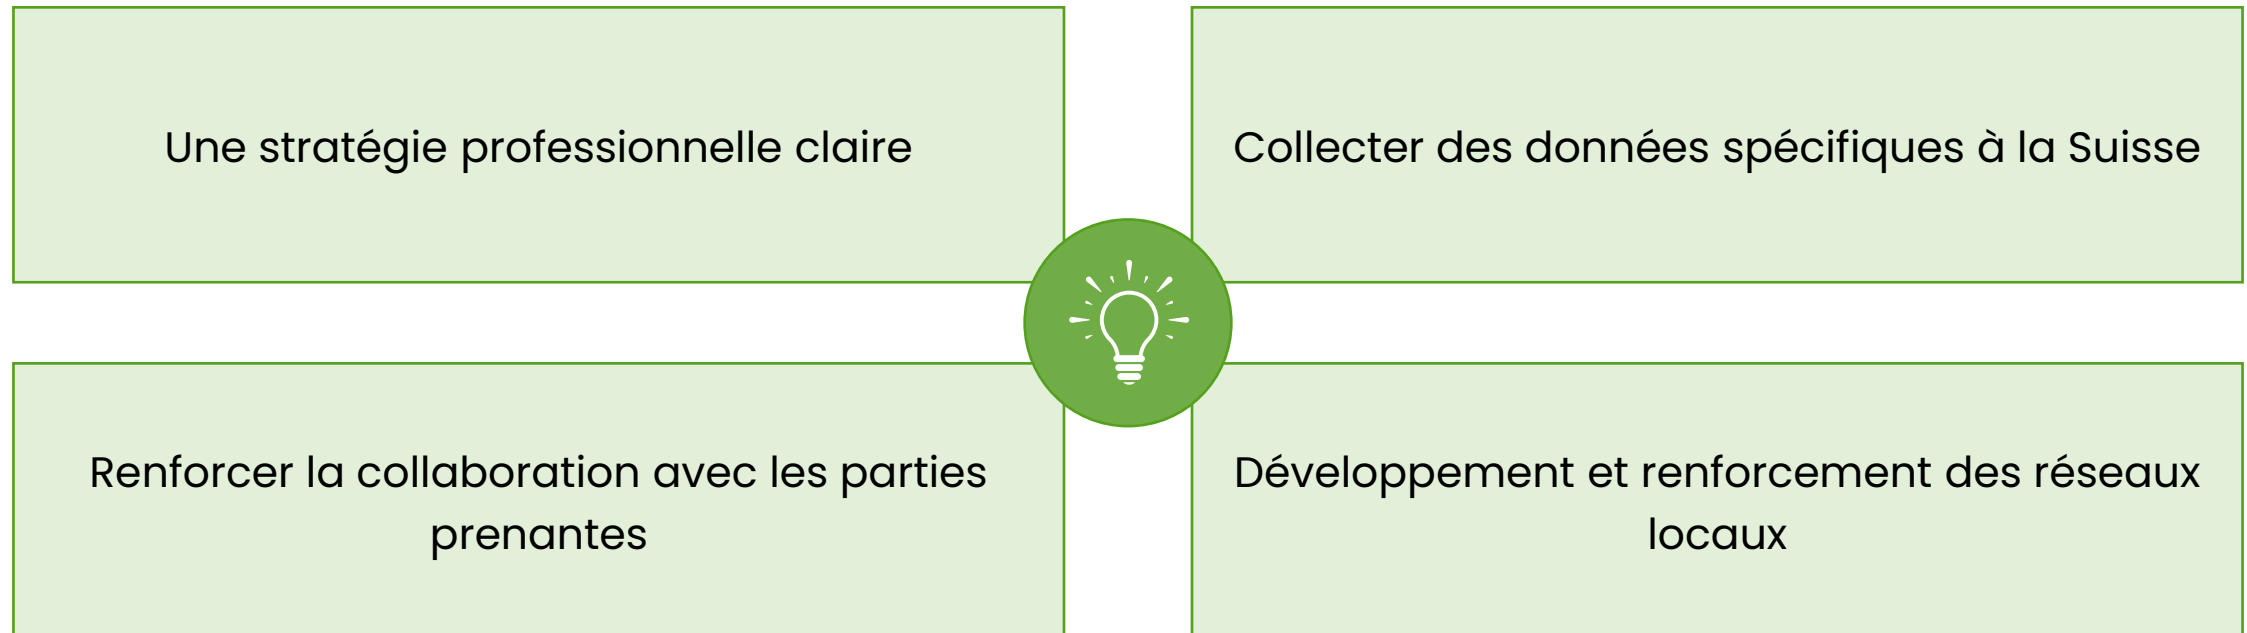 Une stratégie professionnelle claire
Collecter des données spécifiques à la Suisse
Renforcer la collaboration avec les parties
prenantes
Développement et renforcement des réseaux
locaux